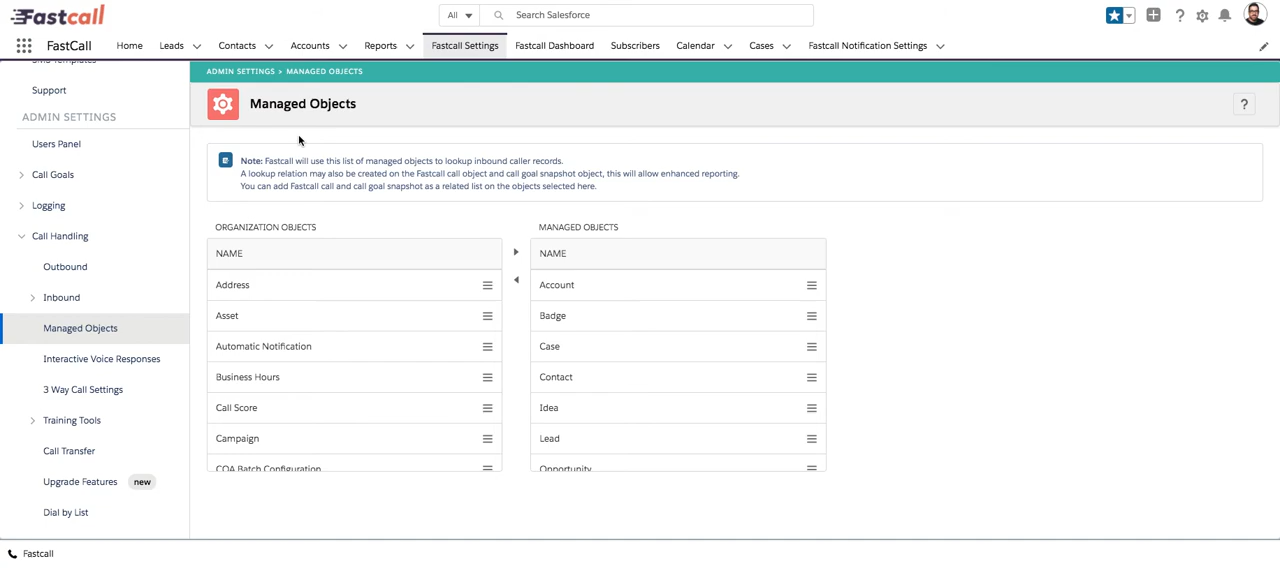 Fastcall
All
Search Salesforce
FastCall
Home
Leads
Contacts
Accounts
Reports
Fastcall Settings
Fastcall Dashboard
Subscribers
Calendar
Cases
Fastcall Notification Settings
SMS Templates
Support
ADMIN SETTINGS
Users Panel
Call Goals
Logging
Call Handling
Outbound
Inbound
Managed Objects
Interactive Voice Responses
3 Way Call Settings
Training Tools
Call Transfer
Upgrade Features new
Dial by List
ADMIN SETTINGS > MANAGED OBJECTS
Managed Objects
?
Note: Fastcall will use this list of managed objects to lookup inbound caller records.
A lookup relation may also be created on the Fastcall call object and call goal snapshot object, this will allow enhanced reporting.
You can add Fastcall call and call goal snapshot as a related list on the objects selected here.
ORGANIZATION OBJECTS
NAME
Address
Asset
Automatic Notification
Business Hours
Call Score
Campaign
COA Batch Configuration
MANAGED OBJECTS
NAME
Account
Badge
Case
Contact
Idea
Lead
Opportunity
Fastcall